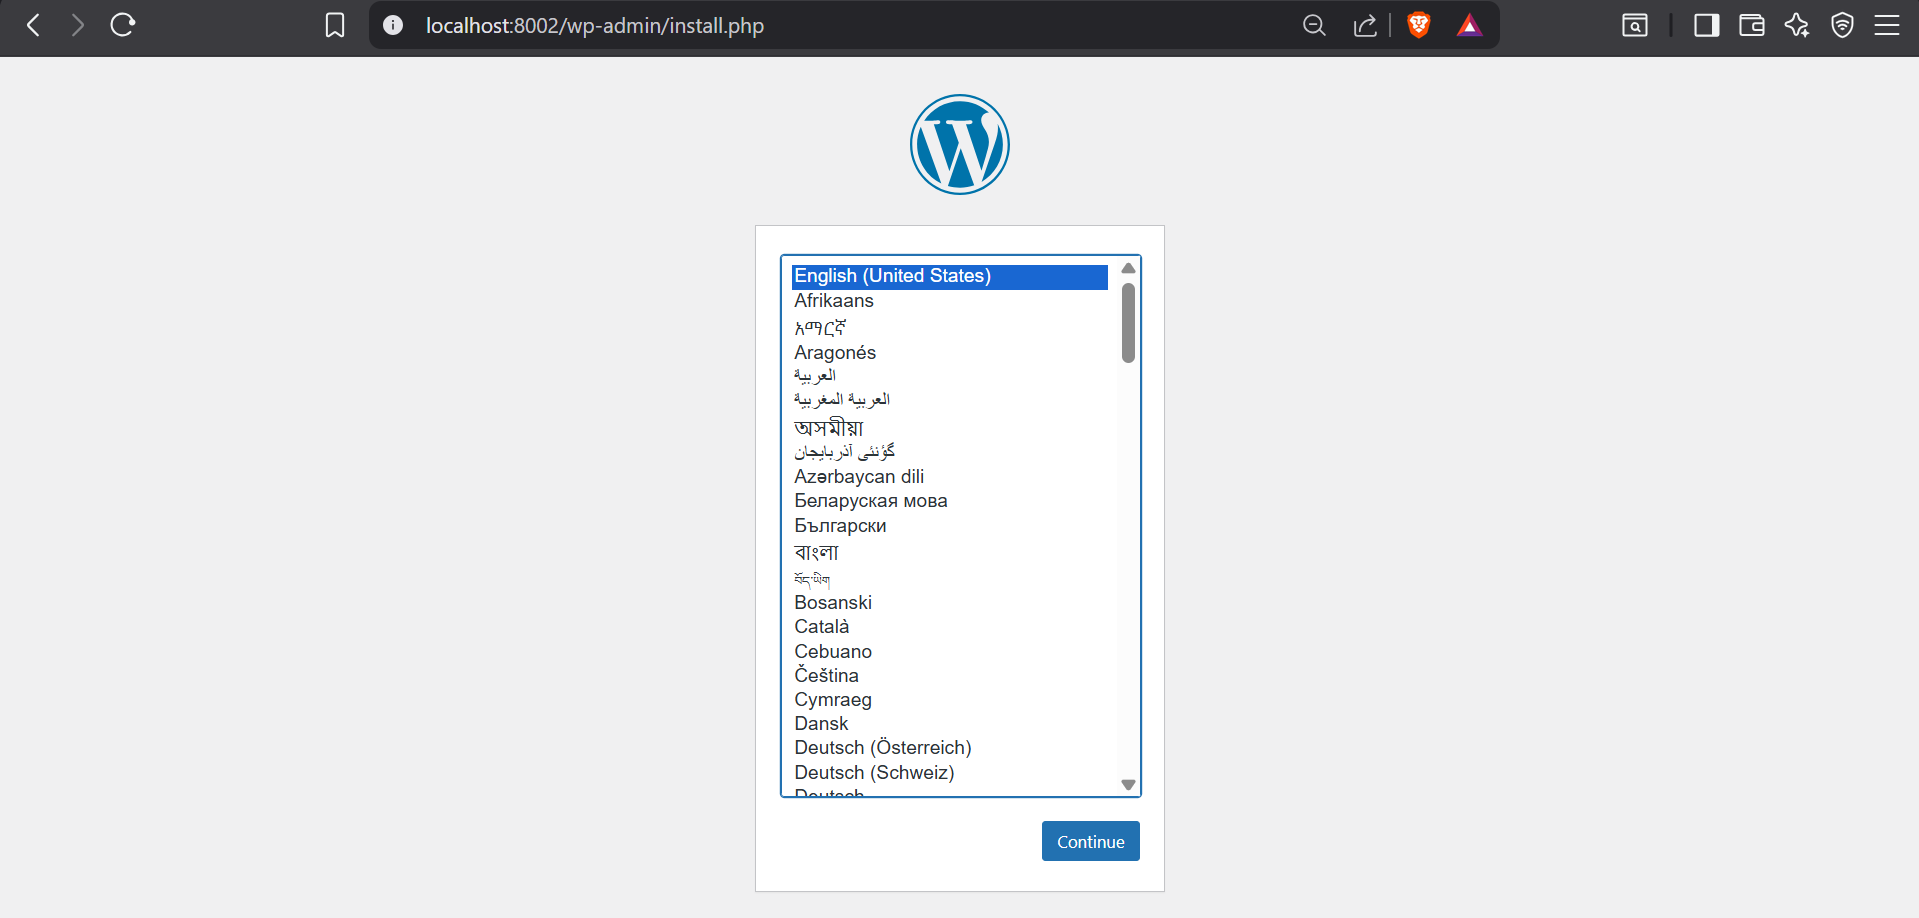 localhost:8002/wp-admin/install.php
English (United States)
Afrikaans
አማርኛ
Aragonés
العربية
العربية المغربية
অসমীয়া
گؤنئی آذربایجان
Azərbaycan dili
Беларуская мова
Български
বাংলা
བོད་ཡིག
Bosanski
Català
Cebuano
Čeština
Cymraeg
Dansk
Deutsch (Österreich)
Deutsch (Schweiz)
Deutsch
Continue